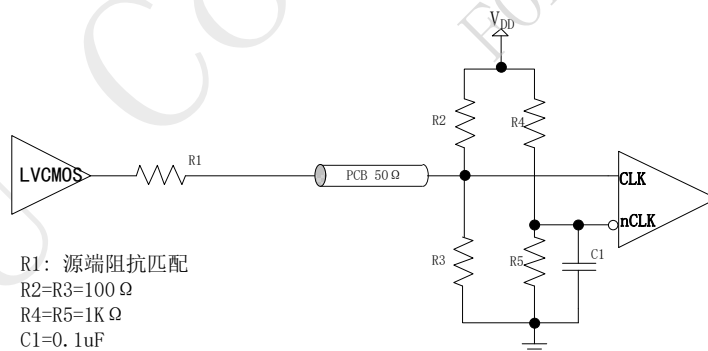 V_DD
R2
R4
LVCMOS
R1
PCB 50Ω
CLK
nCLK
R3
R5
C1
R1: 源端阻抗匹配
R2=R3=100Ω
R4=R5=1KΩ
C1=0.1uF